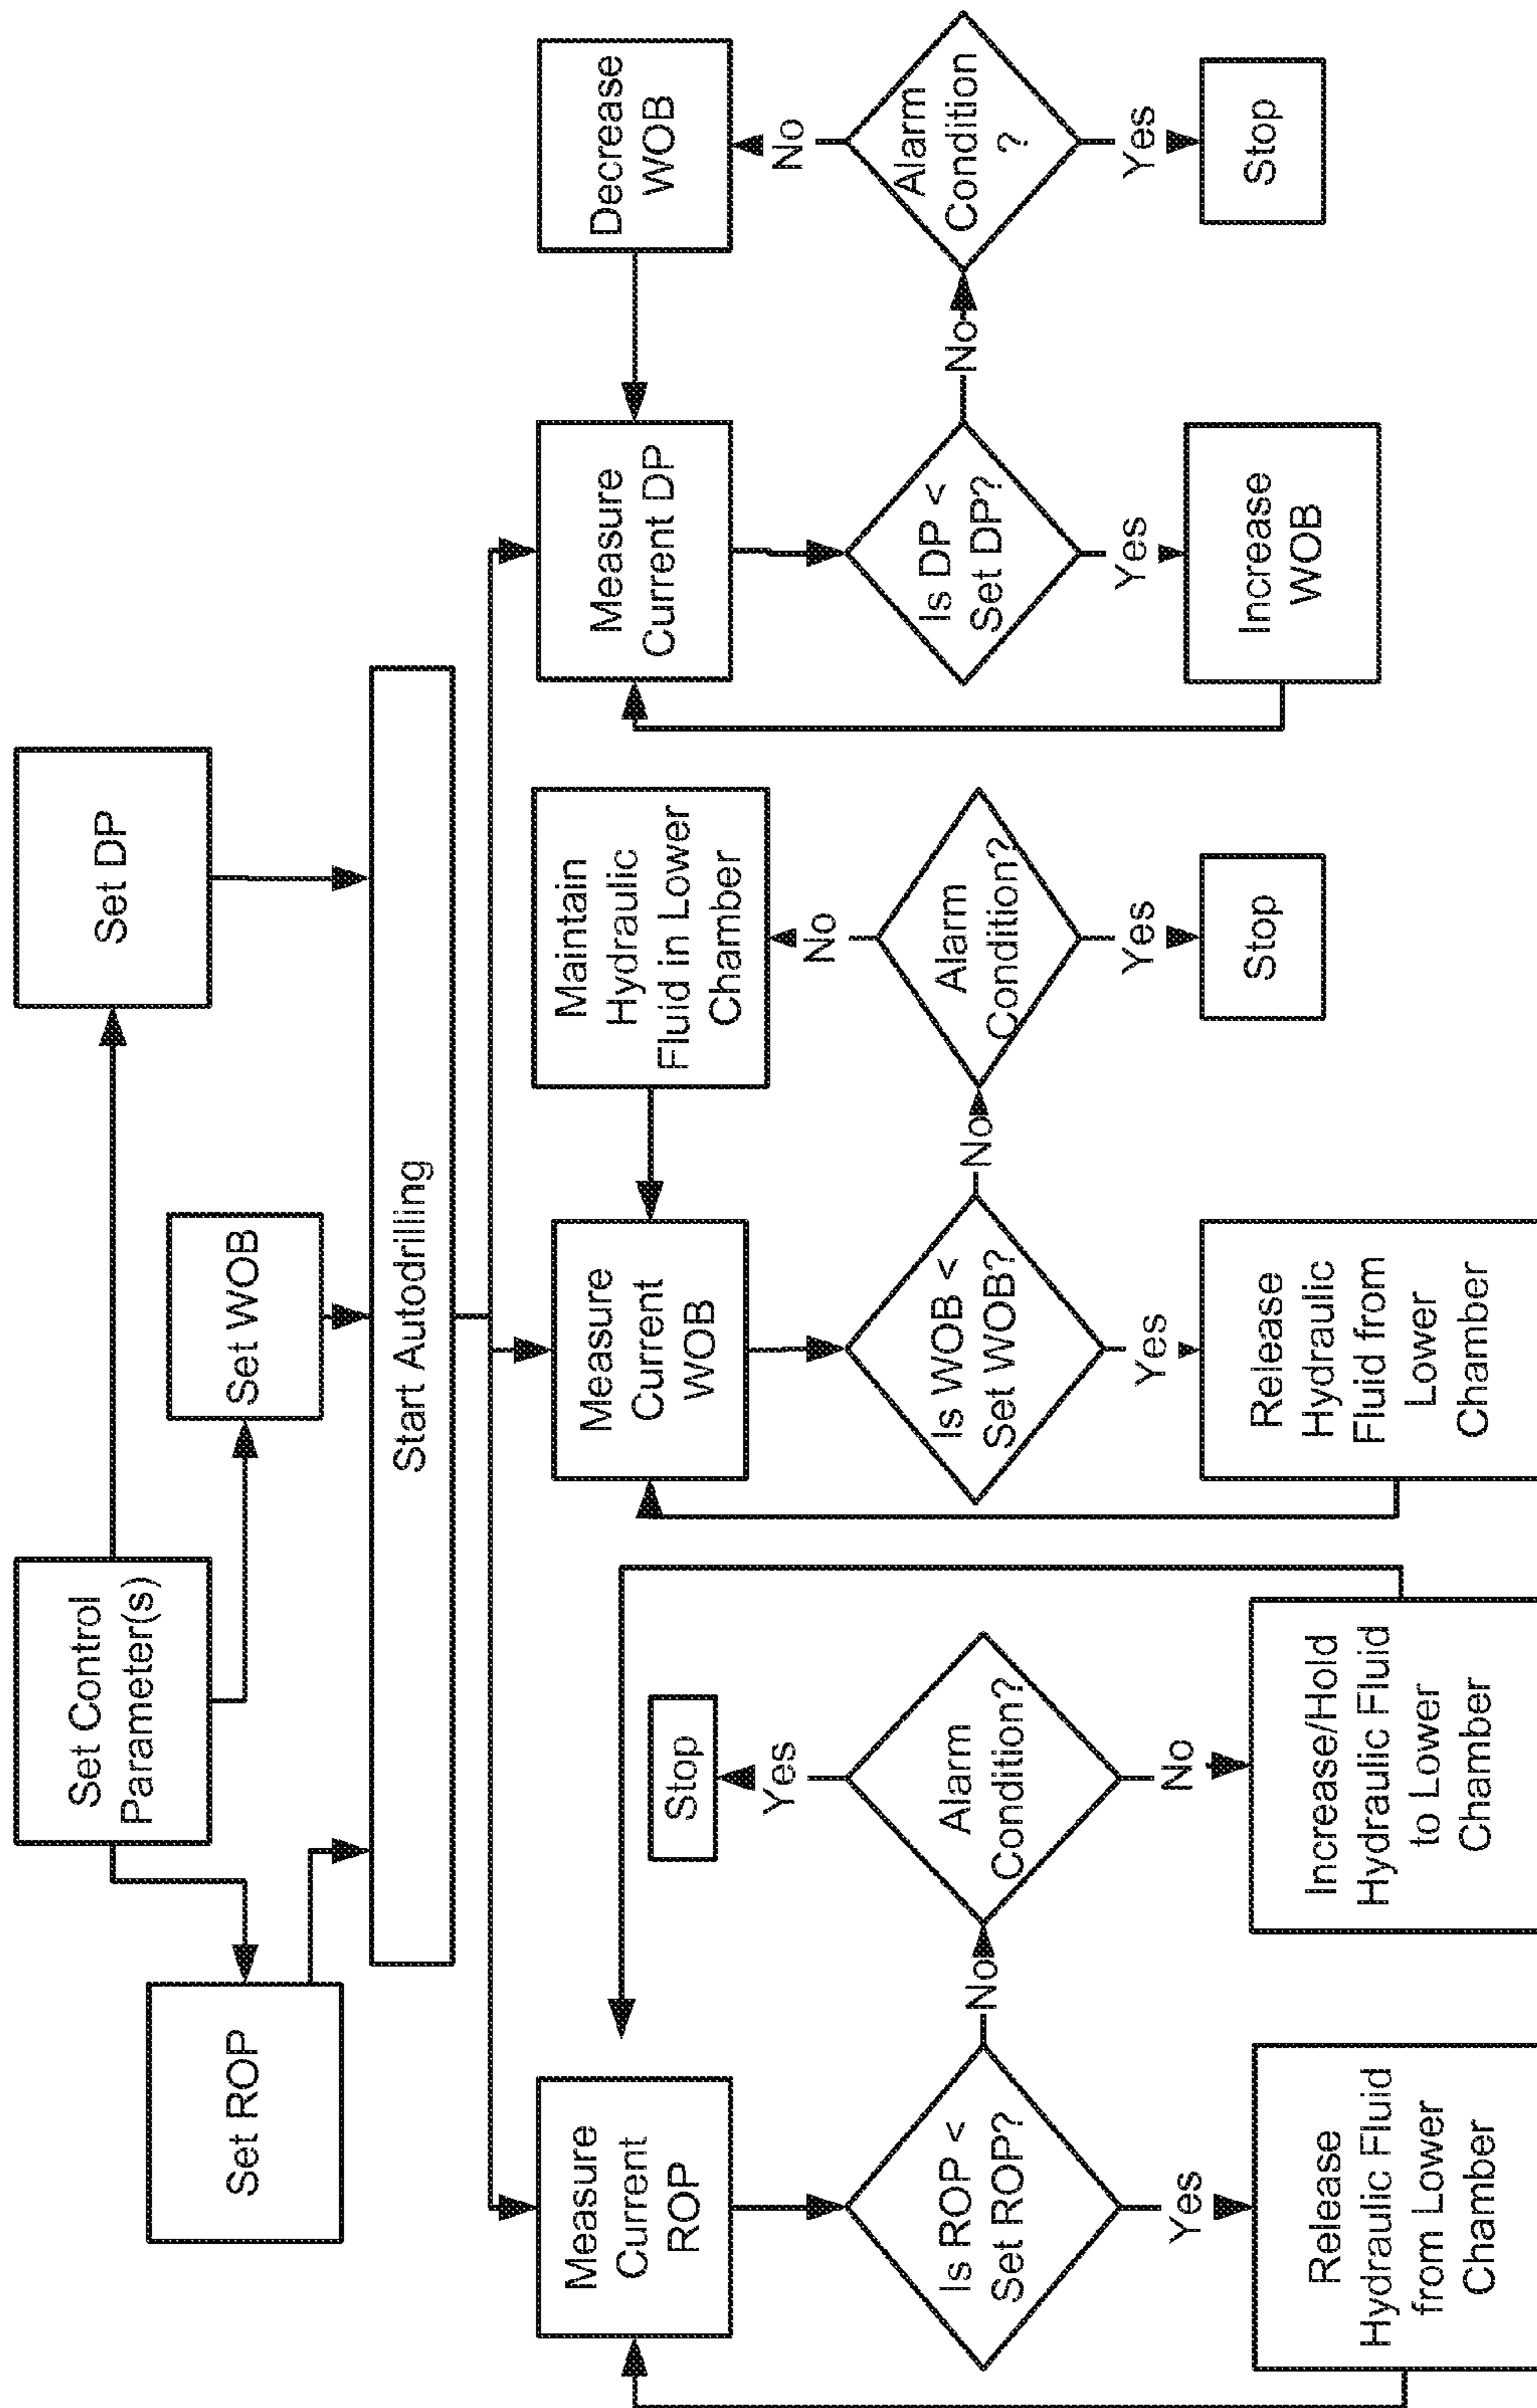 Set Control
Parameter(s)
Set ROP
Set WOB
Set DP
Start Autodrilling
Measure
Current
ROP
Is ROP <
Set ROP?
No
Yes
Release
Hydraulic Fluid
from Lower
Chamber
Stop
Yes
Alarm
Condition?
No
Increase/Hold
Hydraulic Fluid
to Lower
Chamber
Measure
Current
WOB
Is WOB <
Set WOB?
No
Yes
Release
Hydraulic
Fluid from
Lower
Chamber
Maintain
Hydraulic
Fluid in Lower
Chamber
No
Alarm
Condition?
Yes
Stop
Measure
Current DP
Is DP <
Set DP?
No
Yes
Increase
WOB
Decrease
WOB
No
Alarm
Condition
?
Yes
Stop